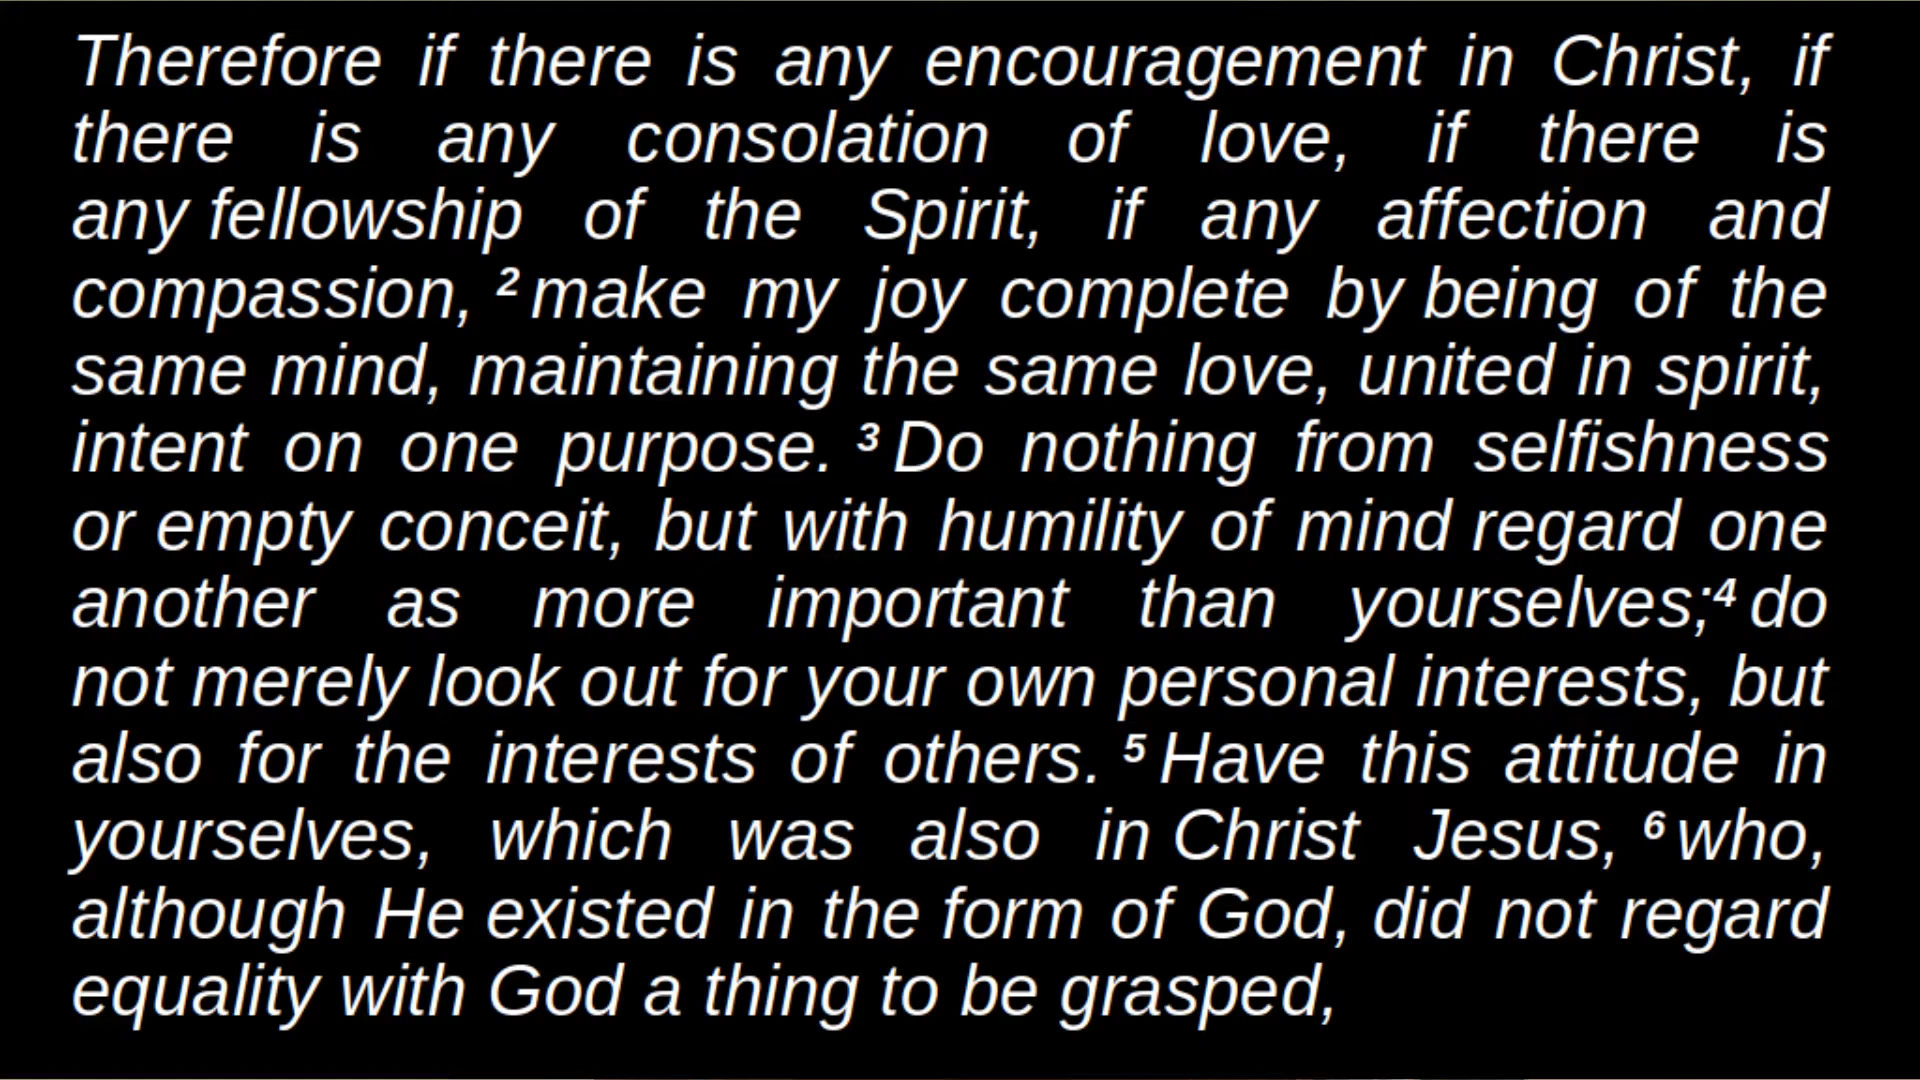 Therefore if there is any encouragement in Christ, if
there is any consolation of love, if there is
any fellowship of the Spirit, if any affection and
compassion, 2 make my joy complete by being of the
same mind, maintaining the same love, united in spirit,
intent on one purpose. 3 Do nothing from selfishness
or empty conceit, but with humility of mind regard one
another as more important than yourselves;4 do
not merely look out for your own personal interests, but
also for the interests of others. 5 Have this attitude in
yourselves, which was also in Christ Jesus, 6 who,
although He existed in the form of God, did not regard
equality with God a thing to be grasped,